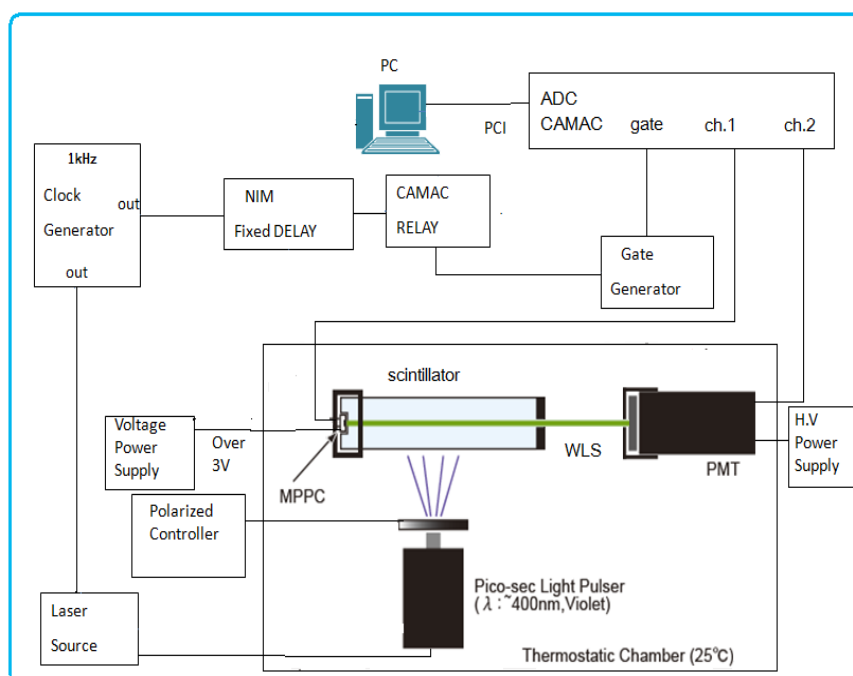 PC
PCI
ADC
CAMAC gate ch.1 ch.2
1kHz
Clock
out
Generator
out
NIM
Fixed DELAY
CAMAC
RELAY
Gate
Generator
scintillator
Voltage
Power
Supply
Over
3V
MPPC
WLS
PMT
H.V
Power
Supply
Polarized
Controller
Pico-sec Light Pulser
(λ:~400nm,Violet)
Laser
Source
Thermostatic Chamber (25℃)